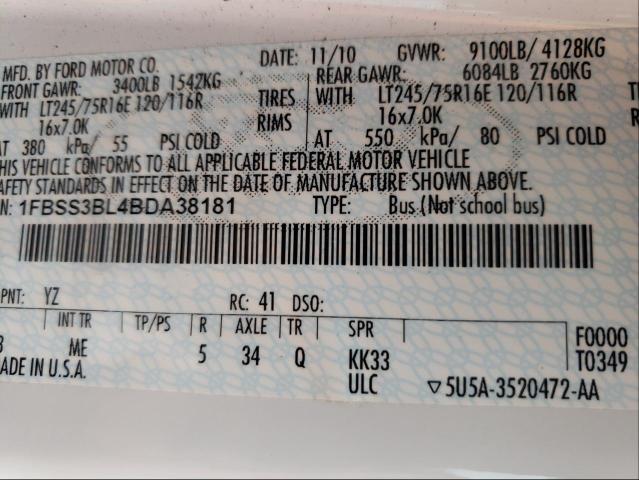 MFD. BY FORD MOTOR CO. DATE: 11/10 GVWR: 9100LB/ 4128KG
FRONT GAWR: 3400LB 1542KG REAR GAWR: 6084LB 2760KG
WITH LT245/75R16E 120/116R TIRES WITH LT245/75R16E 120/116R
16x7.0K RIMS 16x7.0K
AT 380 kPa/ 55 PSI COLD AT 550 kPa/ 80 PSI COLD
THIS VEHICLE CONFORMS TO ALL APPLICABLE FEDERAL MOTOR VEHICLE
SAFETY STANDARDS IN EFFECT ON THE DATE OF MANUFACTURE SHOWN ABOVE.
N: 1FBSS3BL4BDA38181 TYPE: Bus (Not school bus)
PNT: YZ RC: 41 DSO:
INT TR TP/PS R AXLE TR SPR F0000
ME 5 34 Q KK33 T0349
MADE IN U.S.A. ULC ▽5U5A-3520472-AA